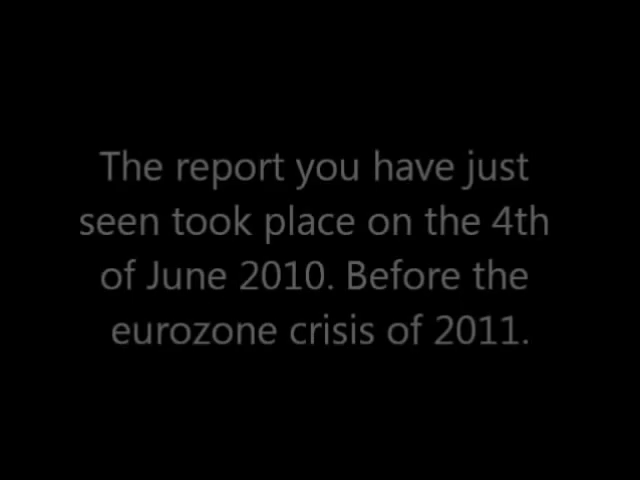 The report you have just
seen took place on the 4th
of June 2010. Before the
eurozone crisis of 2011.